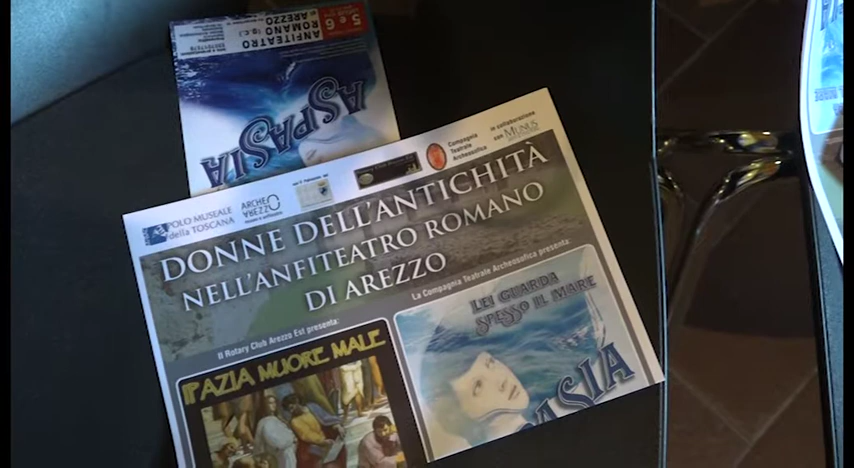 5 e 6
ANFITEATRO
ROMANO
AREZZO
(g.c.)
ASPASIA
POLO MUSEALE
della TOSCANA
ARCHEO
AREZZO
Compagnia
Teatrale
Archeosofica
in collaborazione
con MUNUS
DONNE DELL'ANTICHITÀ
NELL'ANFITEATRO ROMANO
DI AREZZO
Il Rotary Club Arezzo Est presenta:
IPAZIA MUORE MALE
La Compagnia Teatrale Archeosofica presenta:
LEI GUARDA
SPESSO IL MARE
ASPASIA